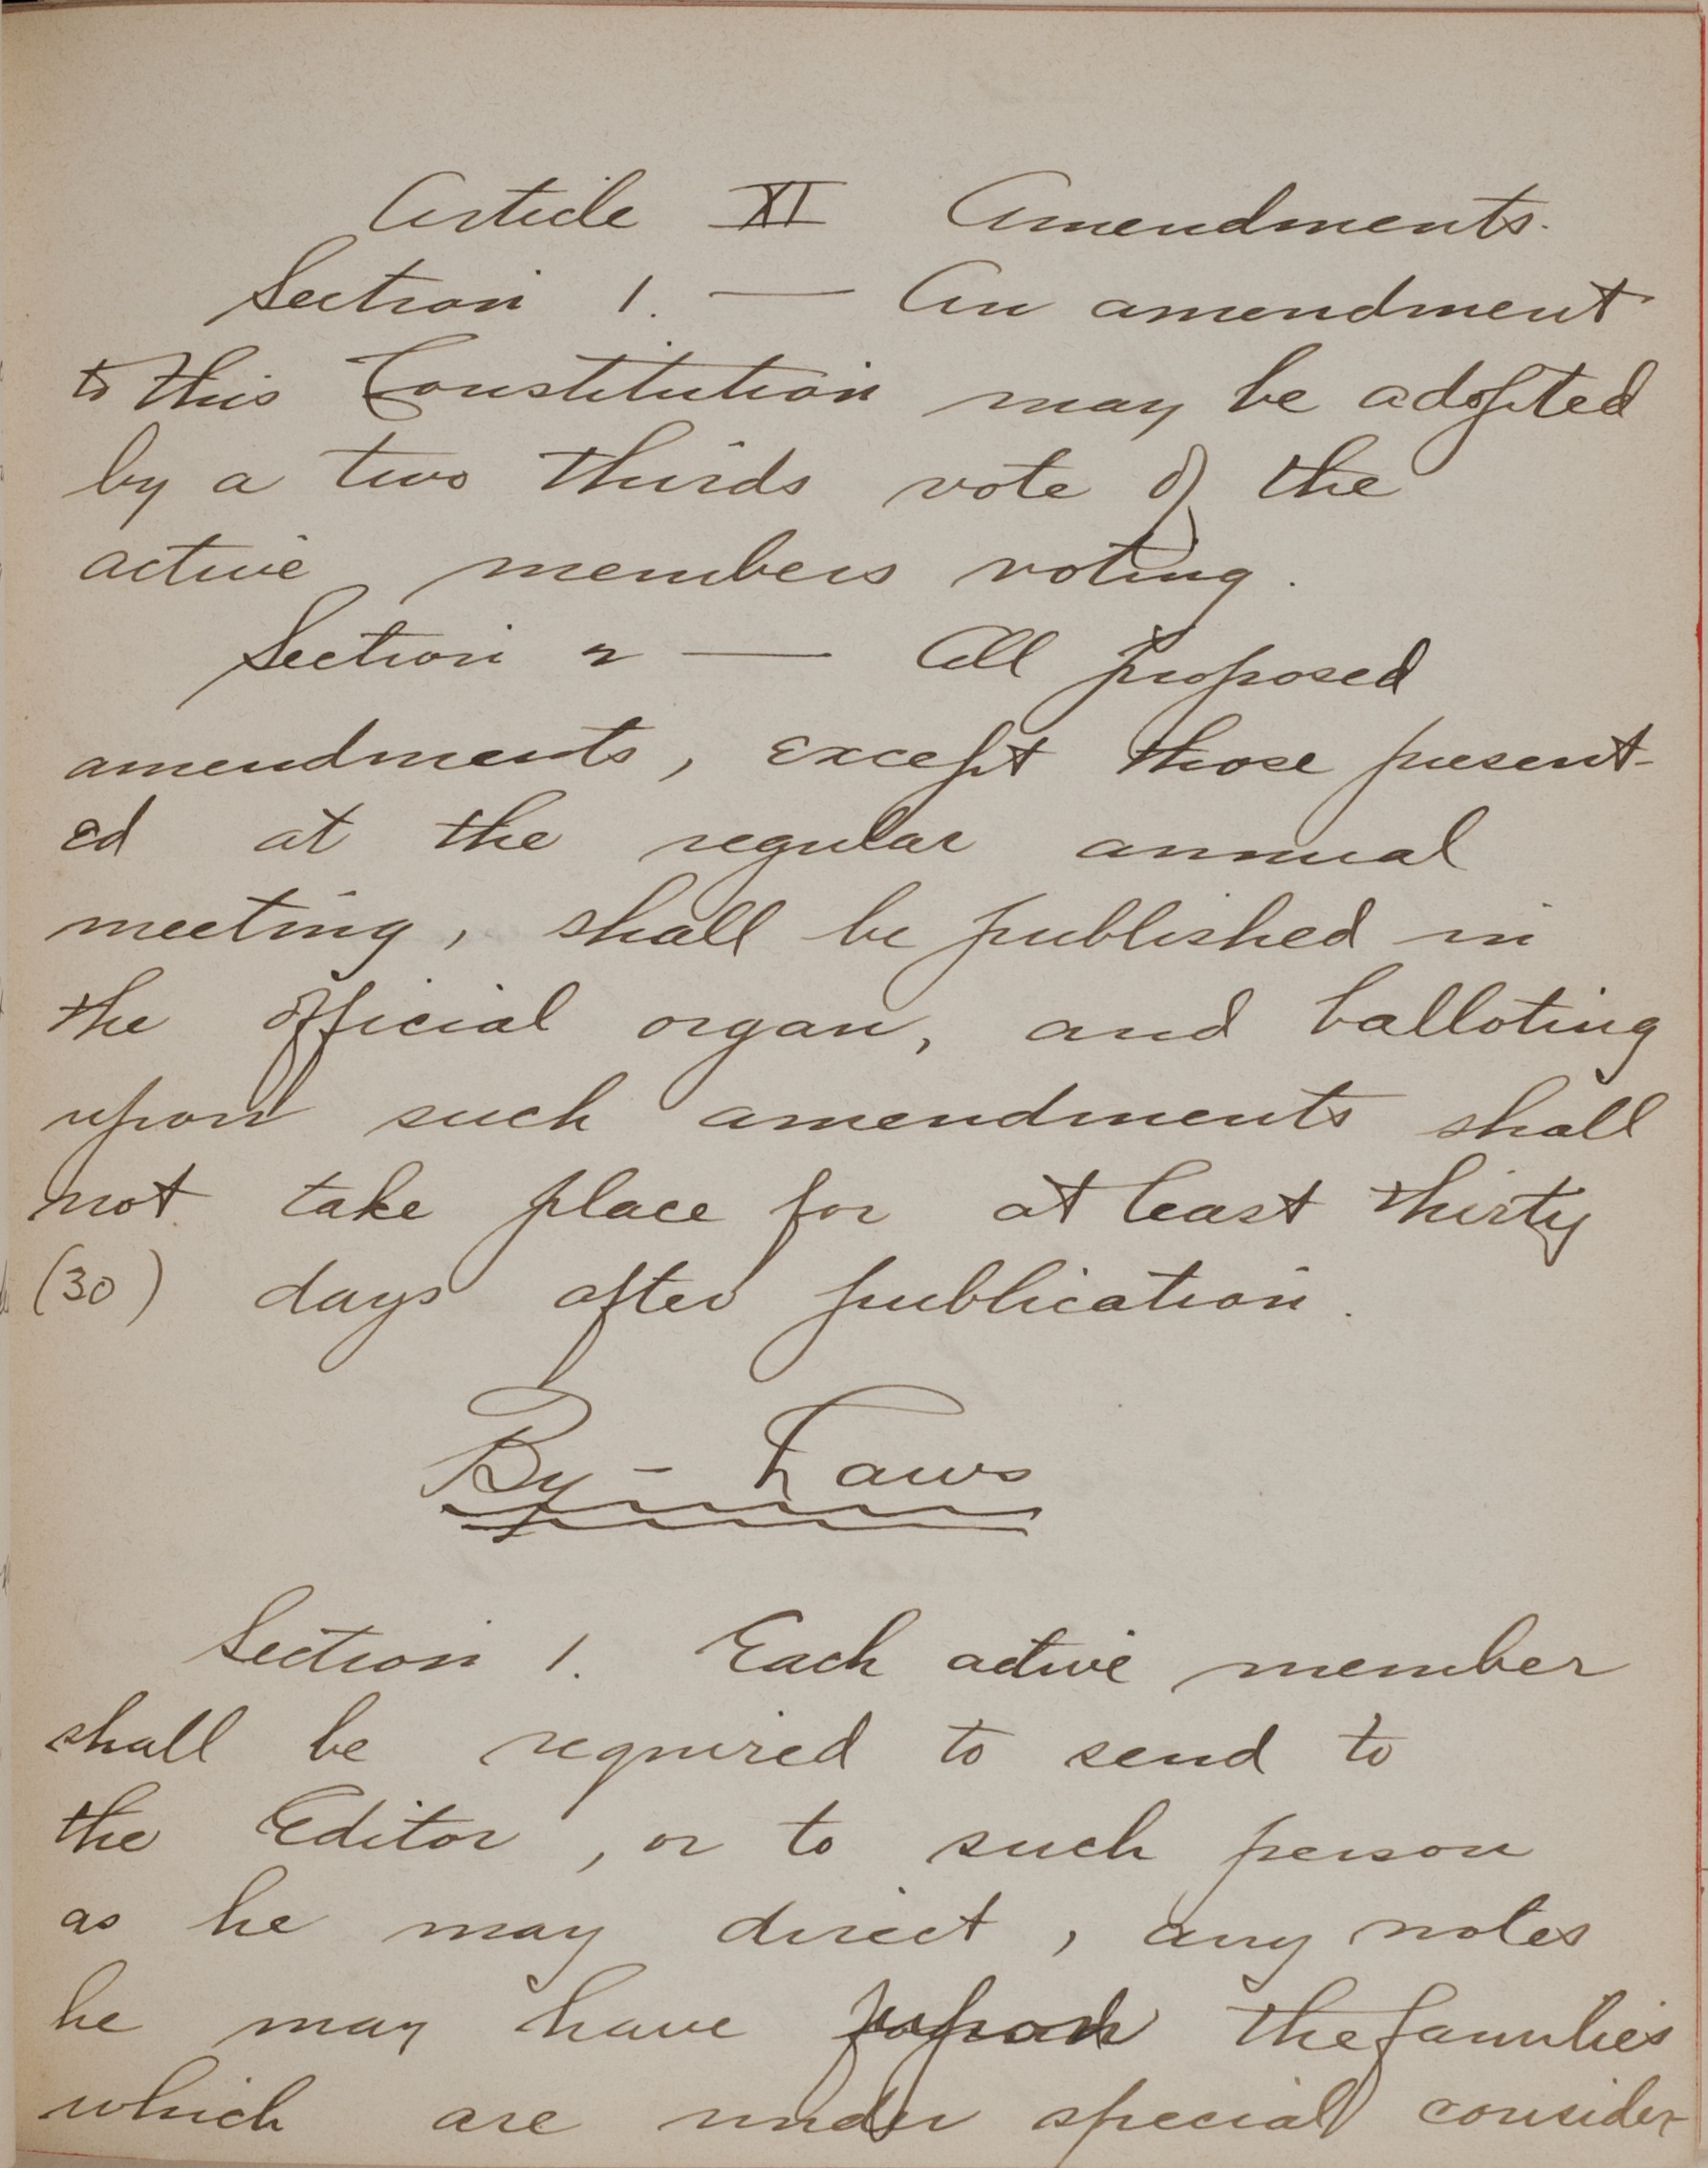 Article XI Amendments.
Section 1. — An amendment
to this Constitution may be adopted
by a two thirds vote of the
active members voting.
Section 2 — All proposed
amendments, except those present-
ed at the regular annual
meeting, shall be published in
the official organ, and balloting
upon such amendments shall
not take place for at least thirty
(30) days after publication.
By-Laws
Section 1. Each active member
shall be required to send to
the Editor, or to such person
as he may direct, any notes
he may have upon the families
which are under special consider-